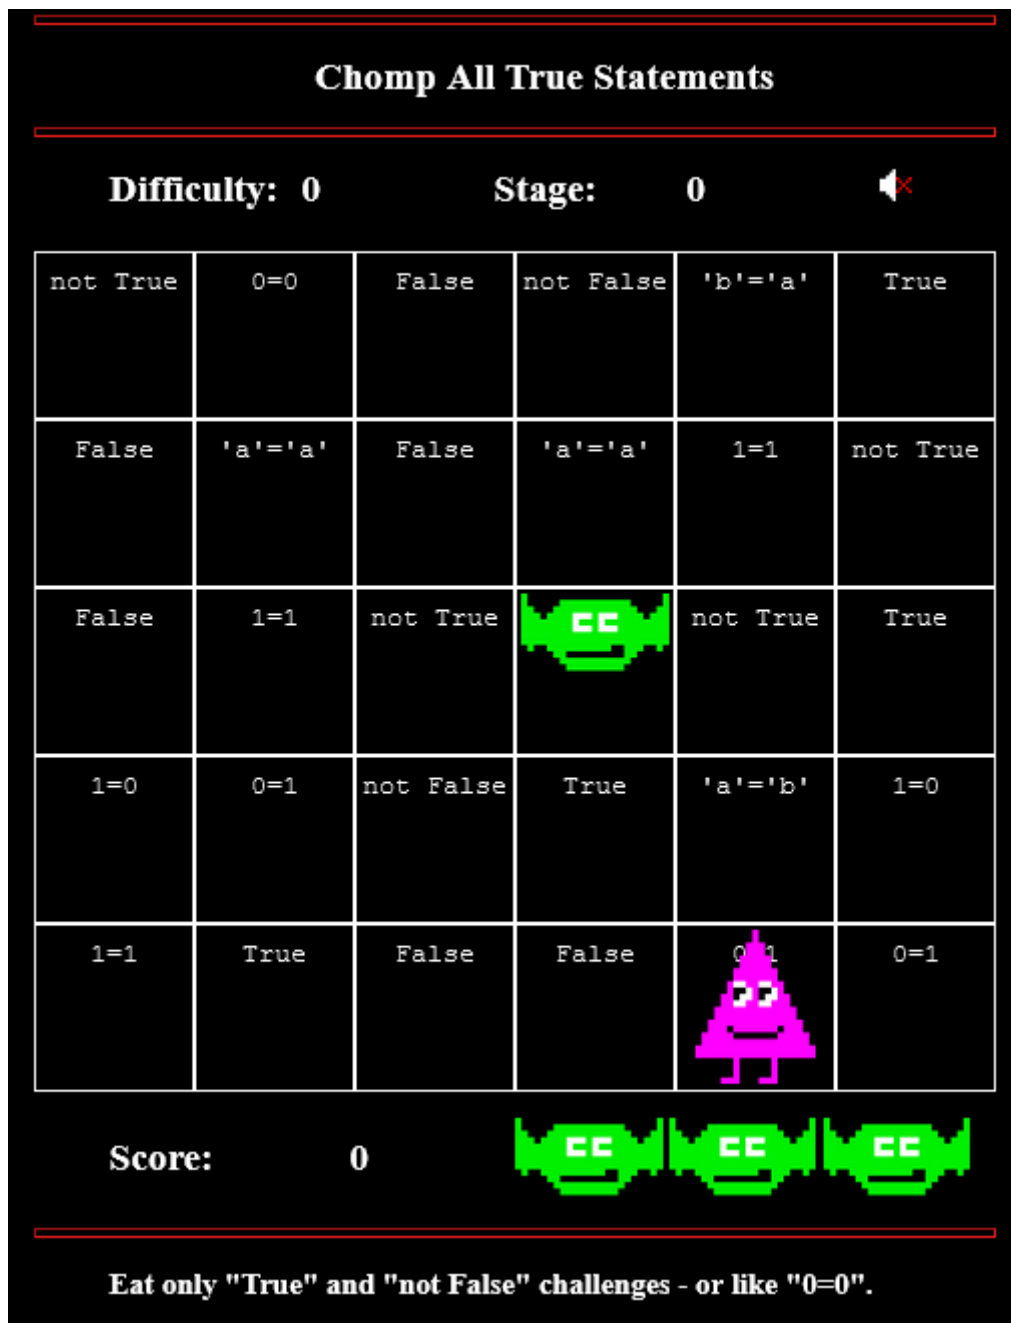 Chomp All True Statements
Difficulty: 0 Stage: 0
not True 0=0 False not False 'b'='a' True
False 'a'='a' False 'a'='a' 1=1 not True
False 1=1 not True not True True
1=0 0=1 not False True 'a'='b' 1=0
1=1 True False False 0=1
Score: 0
Eat only "True" and "not False" challenges - or like "0=0".